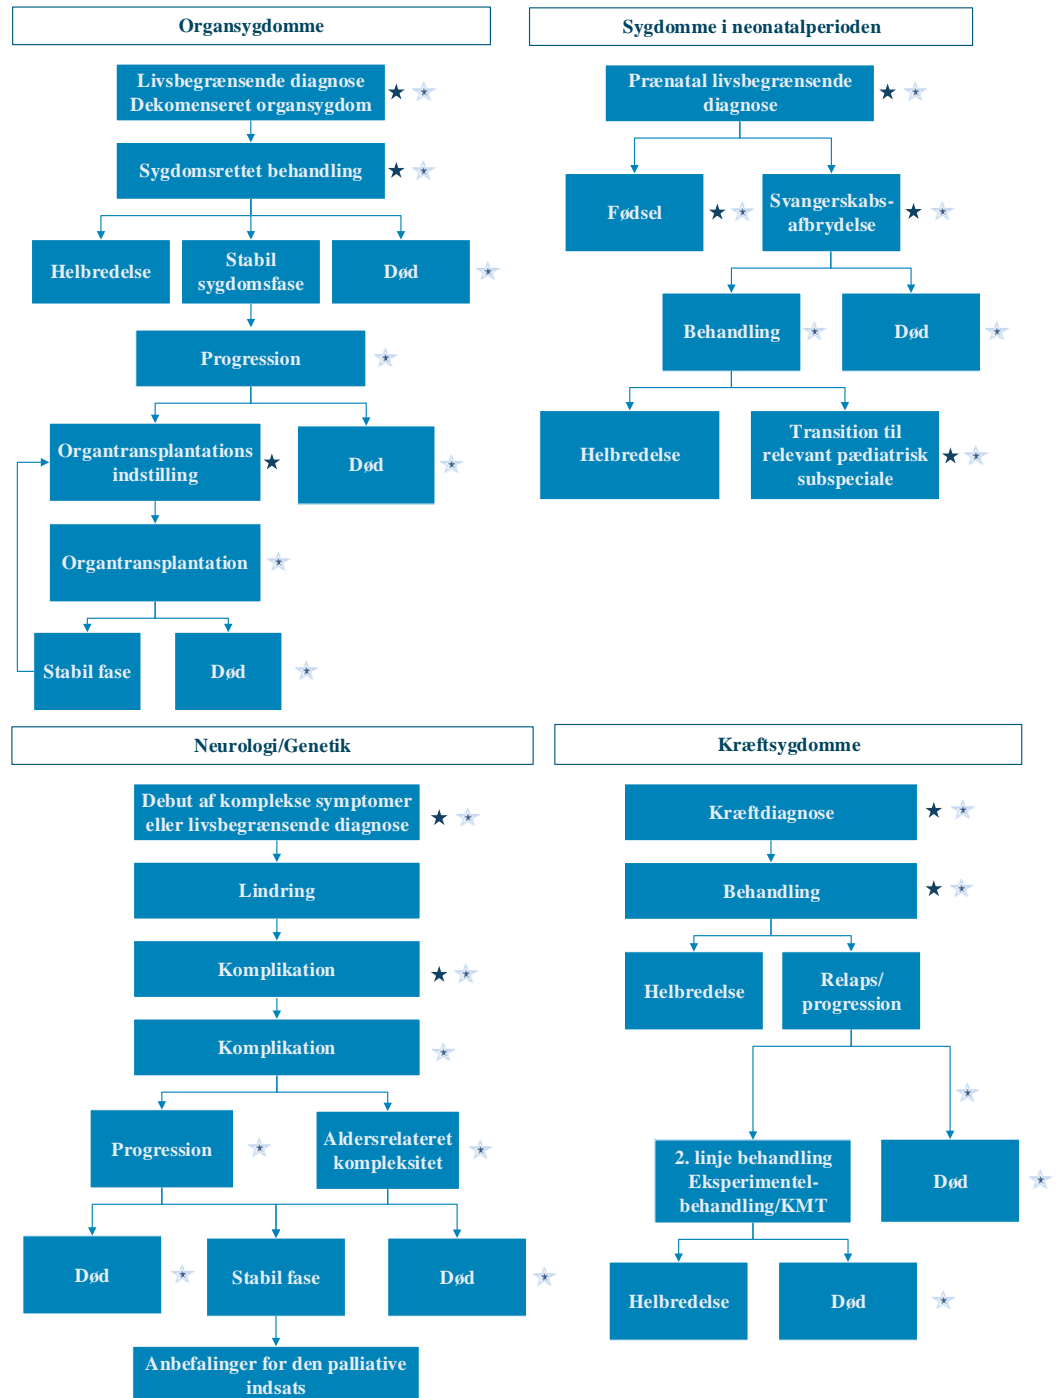 Organsygdomme
Livsbegrænsende diagnose
Dekomenseret organsygdom
Sygdomsrettet behandling
Helbredelse
Stabil
sygdomsfase
Død
Progression
Organtransplantations
indstilling
Død
Organtransplantation
Stabil fase
Død
Sygdomme i neonatalperioden
Prænatal livsbegrænsende
diagnose
Fødsel
Svangerskabs-
afbrydelse
Behandling
Død
Helbredelse
Transition til
relevant pædiatrisk
subspeciale
Neurologi/Genetik
Debut af komplekse symptomer
eller livsbegrænsende diagnose
Lindring
Komplikation
Komplikation
Progression
Aldersrelateret
kompleksitet
Død
Stabil fase
Død
Anbefalinger for den palliative
indsats
Kræftsygdomme
Kræftdiagnose
Behandling
Helbredelse
Relaps/
progression
2. linje behandling
Eksperimentel-
behandling/KMT
Død
Helbredelse
Død